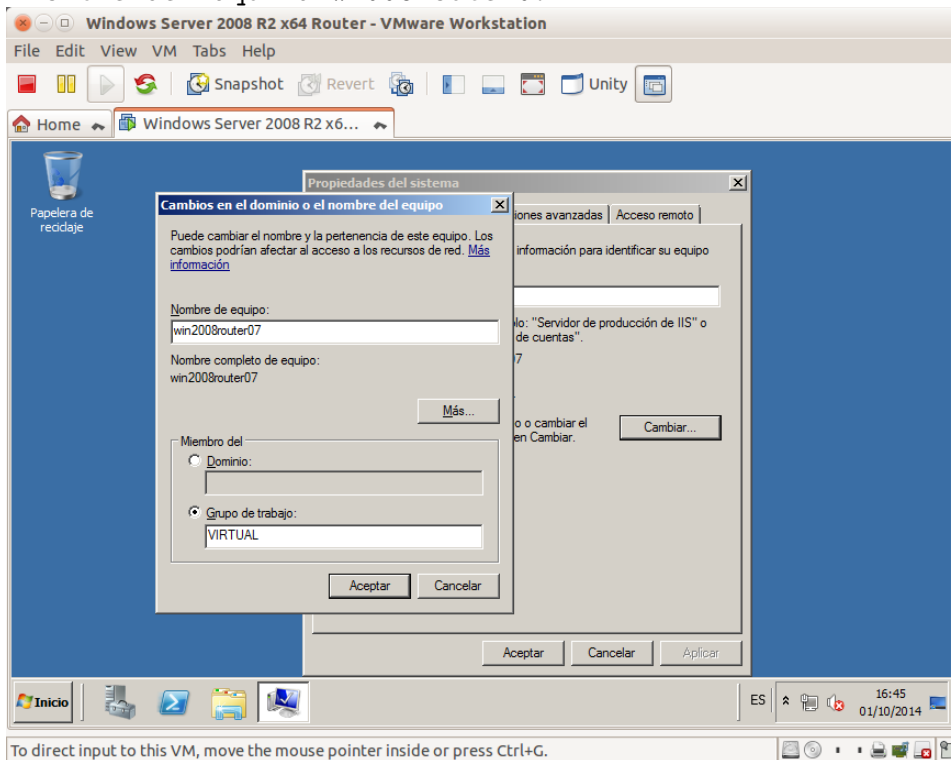 Windows Server 2008 R2 x64 Router - VMware Workstation
File Edit View VM Tabs Help
Snapshot Revert Unity
Home Windows Server 2008 R2 x6...
Papelera de
reciclaje
Propiedades del sistema
iones avanzadas Acceso remoto
información para identificar su equipo
lo: "Servidor de producción de IIS" o
de cuentas".
7
o o cambiar el
en Cambiar.
Cambiar...
Aceptar Cancelar Aplicar
Cambios en el dominio o el nombre del equipo
Puede cambiar el nombre y la pertenencia de este equipo. Los
cambios podrían afectar al acceso a los recursos de red. Más
información
Nombre de equipo:
win2008router07
Nombre completo de equipo:
win2008router07
Más...
Miembro del
Dominio:
Grupo de trabajo:
VIRTUAL
Aceptar Cancelar
Inicio
ES
16:45
01/10/2014
To direct input to this VM, move the mouse pointer inside or press Ctrl+G.